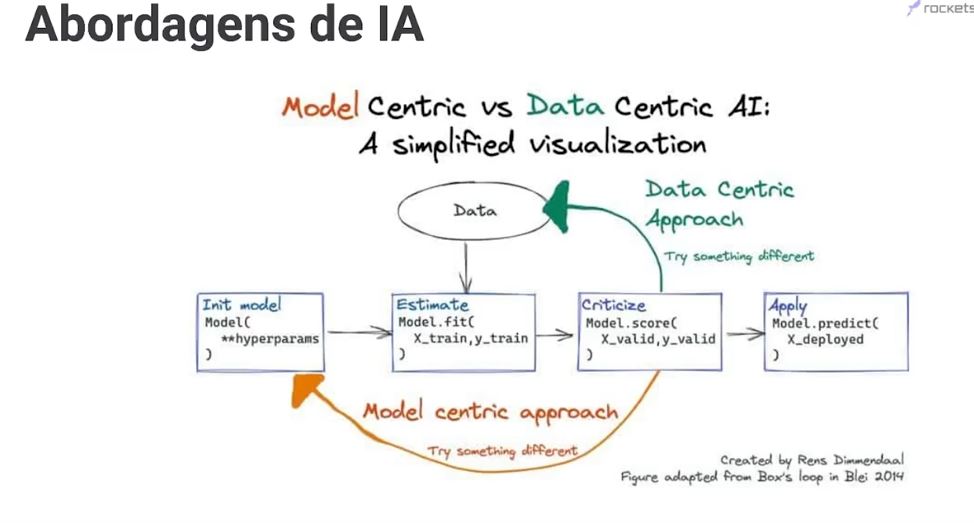 Abordagens de IA
rockets
Model Centric vs Data Centric AI:
A simplified visualization
Data
Data Centric
Approach
Try something different
Init model
Model(
**hyperparams
)
Estimate
Model.fit(
X_train,y_train
)
Criticize
Model.score(
X_valid,y_valid
)
Apply
Model.predict(
X_deployed
)
Model centric approach
Try something different
Created by Rens Dimmendaal
Figure adapted from Box's loop in Blei 2014